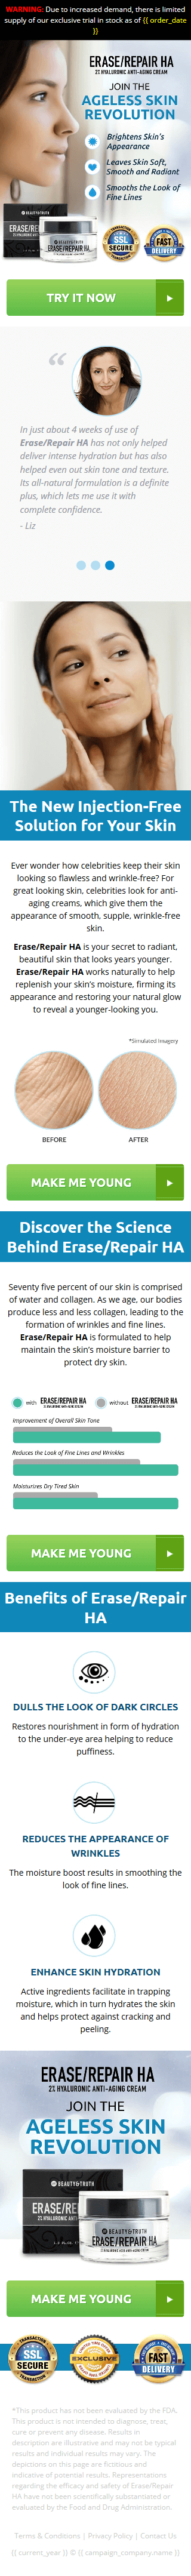 WARNING: Due to increased demand, there is limited
supply of our exclusive trial in stock as of {{ order_date
}}
ERASE/REPAIR HA
2% HYALURONIC ANTI-AGING CREAM
JOIN THE
AGELESS SKIN
REVOLUTION
Brightens Skin's
Appearance
Leaves Skin Soft,
Smooth and Radiant
Smooths the Look of
Fine Lines
BEAUTY&TRUTH
ERASE/RE
ERASE/REPAIR HA
SSL
SECURE
FAST
DELIVERY
TRY IT NOW
“
In just about 4 weeks of use of
Erase/Repair HA has not only helped
deliver intense hydration but has also
helped even out skin tone and texture.
Its all-natural formulation is a definite
plus, which lets me use it with
complete confidence.
- Liz
The New Injection-Free
Solution for Your Skin
Ever wonder how celebrities keep their skin
looking so flawless and wrinkle-free? For
great looking skin, celebrities look for anti-
aging creams, which give them the
appearance of smooth, supple, wrinkle-free
skin.
Erase/Repair HA is your secret to radiant,
beautiful skin that looks years younger.
Erase/Repair HA works naturally to help
replenish your skin's moisture, firming its
appearance and restoring your natural glow
to reveal a younger-looking you.
*Simulated Imagery
BEFORE AFTER
MAKE ME YOUNG
Discover the Science
Behind Erase/Repair HA
Seventy five percent of our skin is comprised
of water and collagen. As we age, our bodies
produce less and less collagen, leading to the
formation of wrinkles and fine lines.
Erase/Repair HA is formulated to help
maintain the skin's moisture barrier to
protect dry skin.
with ERASE/REPAIR HA without ERASE/REPAIR HA
Improvement of Overall Skin Tone
Reduces the Look of Fine Lines and Wrinkles
Moisturizes Dry Tired Skin
MAKE ME YOUNG
Benefits of Erase/Repair
HA
DULLS THE LOOK OF DARK CIRCLES
Restores nourishment in form of hydration
to the under-eye area helping to reduce
puffiness.
REDUCES THE APPEARANCE OF
WRINKLES
The moisture boost results in smoothing the
look of fine lines.
ENHANCE SKIN HYDRATION
Active ingredients facilitate in trapping
moisture, which in turn hydrates the skin
and helps protect against cracking and
peeling.
ERASE/REPAIR HA
2% HYALURONIC ANTI-AGING CREAM
JOIN THE
AGELESS SKIN
REVOLUTION
BEAUTY&TRUTH
ERASE/RE
BEAUTY&TRUTH
ERASE/REPAIR HA
MAKE ME YOUNG
SSL
SECURE
EXCLUSIVE
FAST
DELIVERY
*This product has not been evaluated by the FDA.
This product is not intended to diagnose, treat,
cure or prevent any disease. Results in
description are illustrative and may not be typical
results and individual results may vary. The
depictions on this page are fictitious and
indicative of potential results. Representations
regarding the efficacy and safety of Erase/Repair
HA have not been scientifically substantiated or
evaluated by the Food and Drug Administration.
Terms & Conditions | Privacy Policy | Contact Us
{{ current_year }} © {{ campaign_company.name }}